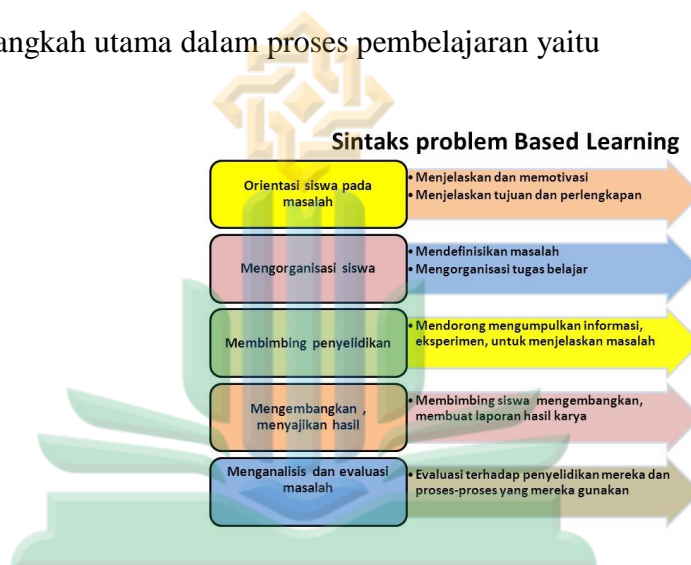 angkah utama dalam proses pembelajaran yaitu
Sintaks problem Based Learning
Orientasi siswa pada
masalah
• Menjelaskan dan memotivasi
• Menjelaskan tujuan dan perlengkapan
Mengorganisasi siswa
• Mendefinisikan masalah
• Mengorganisasi tugas belajar
Membimbing penyelidikan
• Mendorong mengumpulkan informasi,
eksperimen, untuk menjelaskan masalah
Mengembangkan ,
menyajikan hasil
• Membimbing siswa mengembangkan,
membuat laporan hasil karya
Menganalisis dan evaluasi
masalah
• Evaluasi terhadap penyelidikan mereka dan
proses-proses yang mereka gunakan